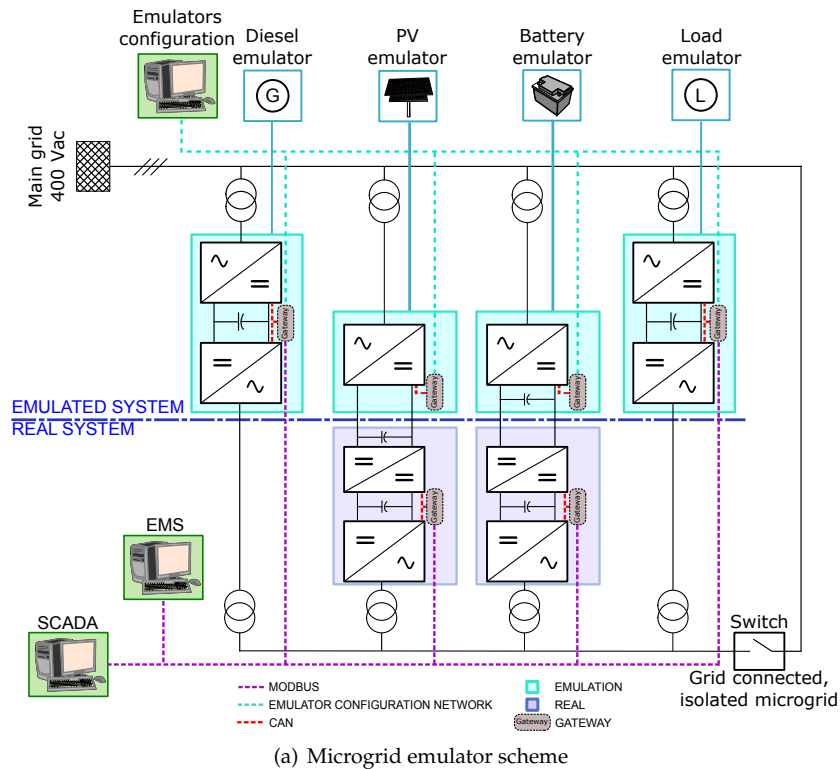 Emulators
configuration
Diesel
emulator
PV
emulator
Battery
emulator
Load
emulator
G
L
Main grid
400 Vac
Gateway
Gateway
Gateway
Gateway
EMULATED SYSTEM
REAL SYSTEM
Gateway
Gateway
EMS
SCADA
Switch
Grid connected,
isolated microgrid
MODBUS
EMULATOR CONFIGURATION NETWORK
CAN
EMULATION
REAL
Gateway GATEWAY
(a) Microgrid emulator scheme